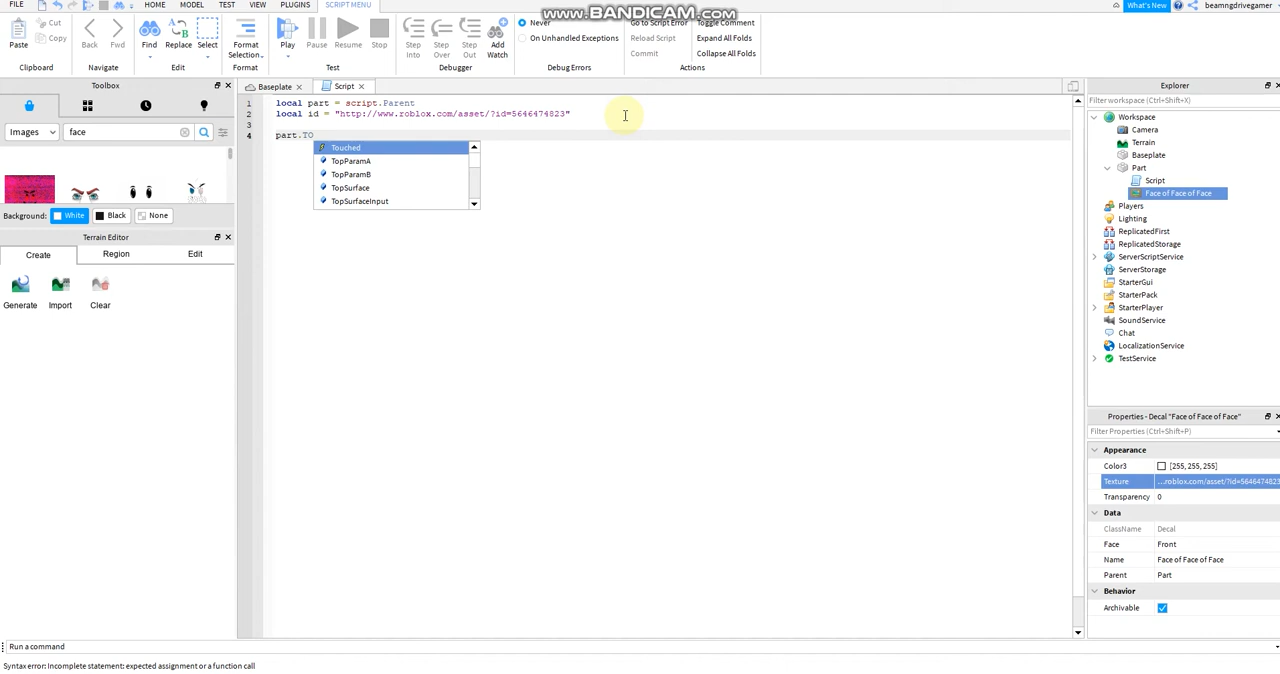 www.BANDICAM.com
FILE HOME MODEL TEST VIEW PLUGINS SCRIPT MENU What's New beamngdrivegamer
Paste Cut Copy Back Fwd Find Replace Select Format Selection Play Pause Resume Stop Step Into Step Over Step Out Add Watch
Never Go to Script Error Toggle Comment
On Unhandled Exceptions Reload Script Expand All Folds
Commit Collapse All Folds
Clipboard Navigate Edit Format Test Debugger Debug Errors Actions
Toolbox
Baseplate Script
Explorer
Filter workspace (Ctrl+Shift+X)
Images face
Background: White Black None
Terrain Editor
Create Region Edit
Generate Import Clear
1 local part = script.Parent
2 local id = "http://www.roblox.com/asset/?id=5646474823"
3
4 part.TO
Touched
TopParamA
TopParamB
TopSurface
TopSurfaceInput
Workspace
Camera
Terrain
Baseplate
Part
Script
Face of Face of Face
Players
Lighting
ReplicatedFirst
ReplicatedStorage
ServerScriptService
ServerStorage
StarterGui
StarterPack
StarterPlayer
SoundService
Chat
LocalizationService
TestService
Properties - Decal "Face of Face of Face"
Filter Properties (Ctrl+Shift+P)
Appearance
Color3 [255, 255, 255]
Texture ...roblox.com/asset/?id=5646474823
Transparency 0
Data
ClassName Decal
Face Front
Name Face of Face of Face
Parent Part
Behavior
Archivable
Run a command
Syntax error: Incomplete statement: expected assignment or a function call